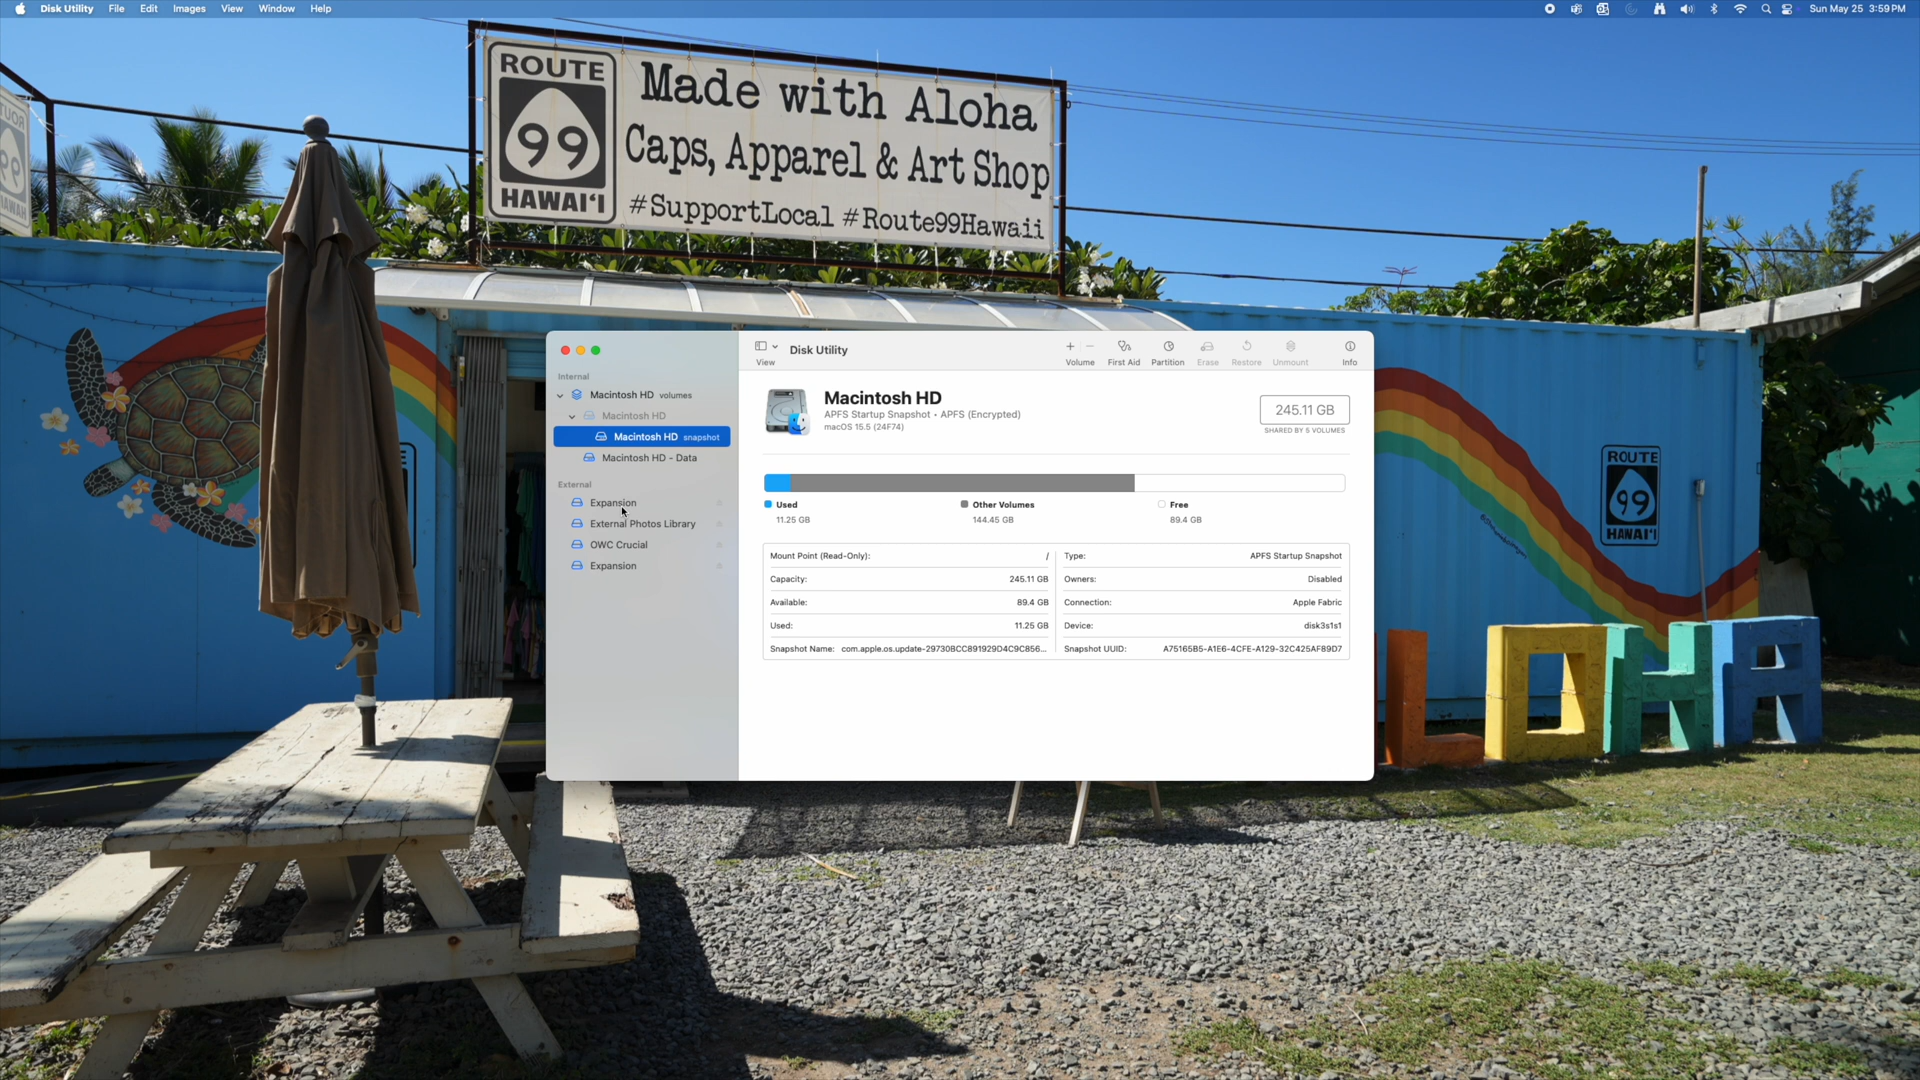 Disk Utility File Edit Images View Window Help
Sun May 25 3:59 PM
ROUTE
99
HAWAI'I
Made with Aloha
Caps, Apparel & Art Shop
#SupportLocal #Route99Hawaii
Internal
Macintosh HD volumes
Macintosh HD
Macintosh HD snapshot
Macintosh HD - Data
External
Expansion
External Photos Library
OWC Crucial
Expansion
View
Disk Utility
Volume First Aid Partition Erase Restore Unmount Info
Macintosh HD
APFS Startup Snapshot • APFS (Encrypted)
macOS 15.5 (24F74)
245.11 GB
SHARED BY 5 VOLUMES
Used
11.25 GB
Other Volumes
144.45 GB
Free
89.4 GB
Mount Point (Read-Only): /
Capacity: 245.11 GB
Available: 89.4 GB
Used: 11.25 GB
Snapshot Name: com.apple.os.update-29730BCC891929D4C9C856...
Type: APFS Startup Snapshot
Owners: Disabled
Connection: Apple Fabric
Device: disk3s1s1
Snapshot UUID: A75165B5-A1E6-4CFE-A129-32C425AF89D7
ROUTE
99
HAWAI'I
LOHA